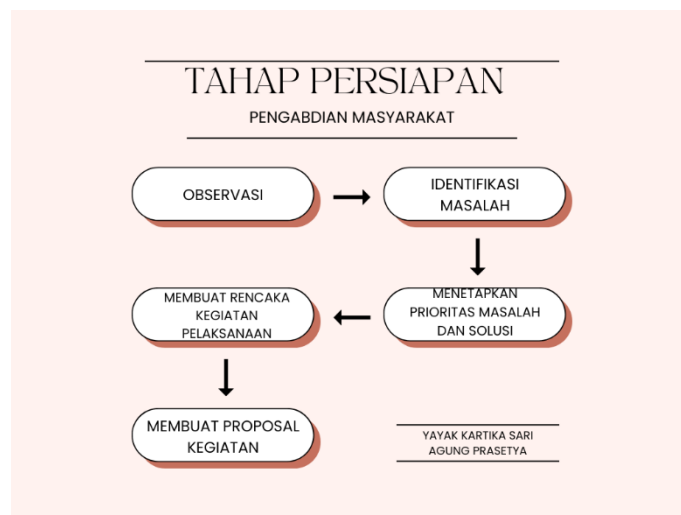 TAHAP PERSIAPAN
PENGABDIAN MASYARAKAT
OBSERVASI
IDENTIFIKASI
MASALAH
MENETAPKAN
PRIORITAS MASALAH
DAN SOLUSI
MEMBUAT RENCAKA
KEGIATAN
PELAKSANAAN
MEMBUAT PROPOSAL
KEGIATAN
YAYAK KARTIKA SARI
AGUNG PRASETYA